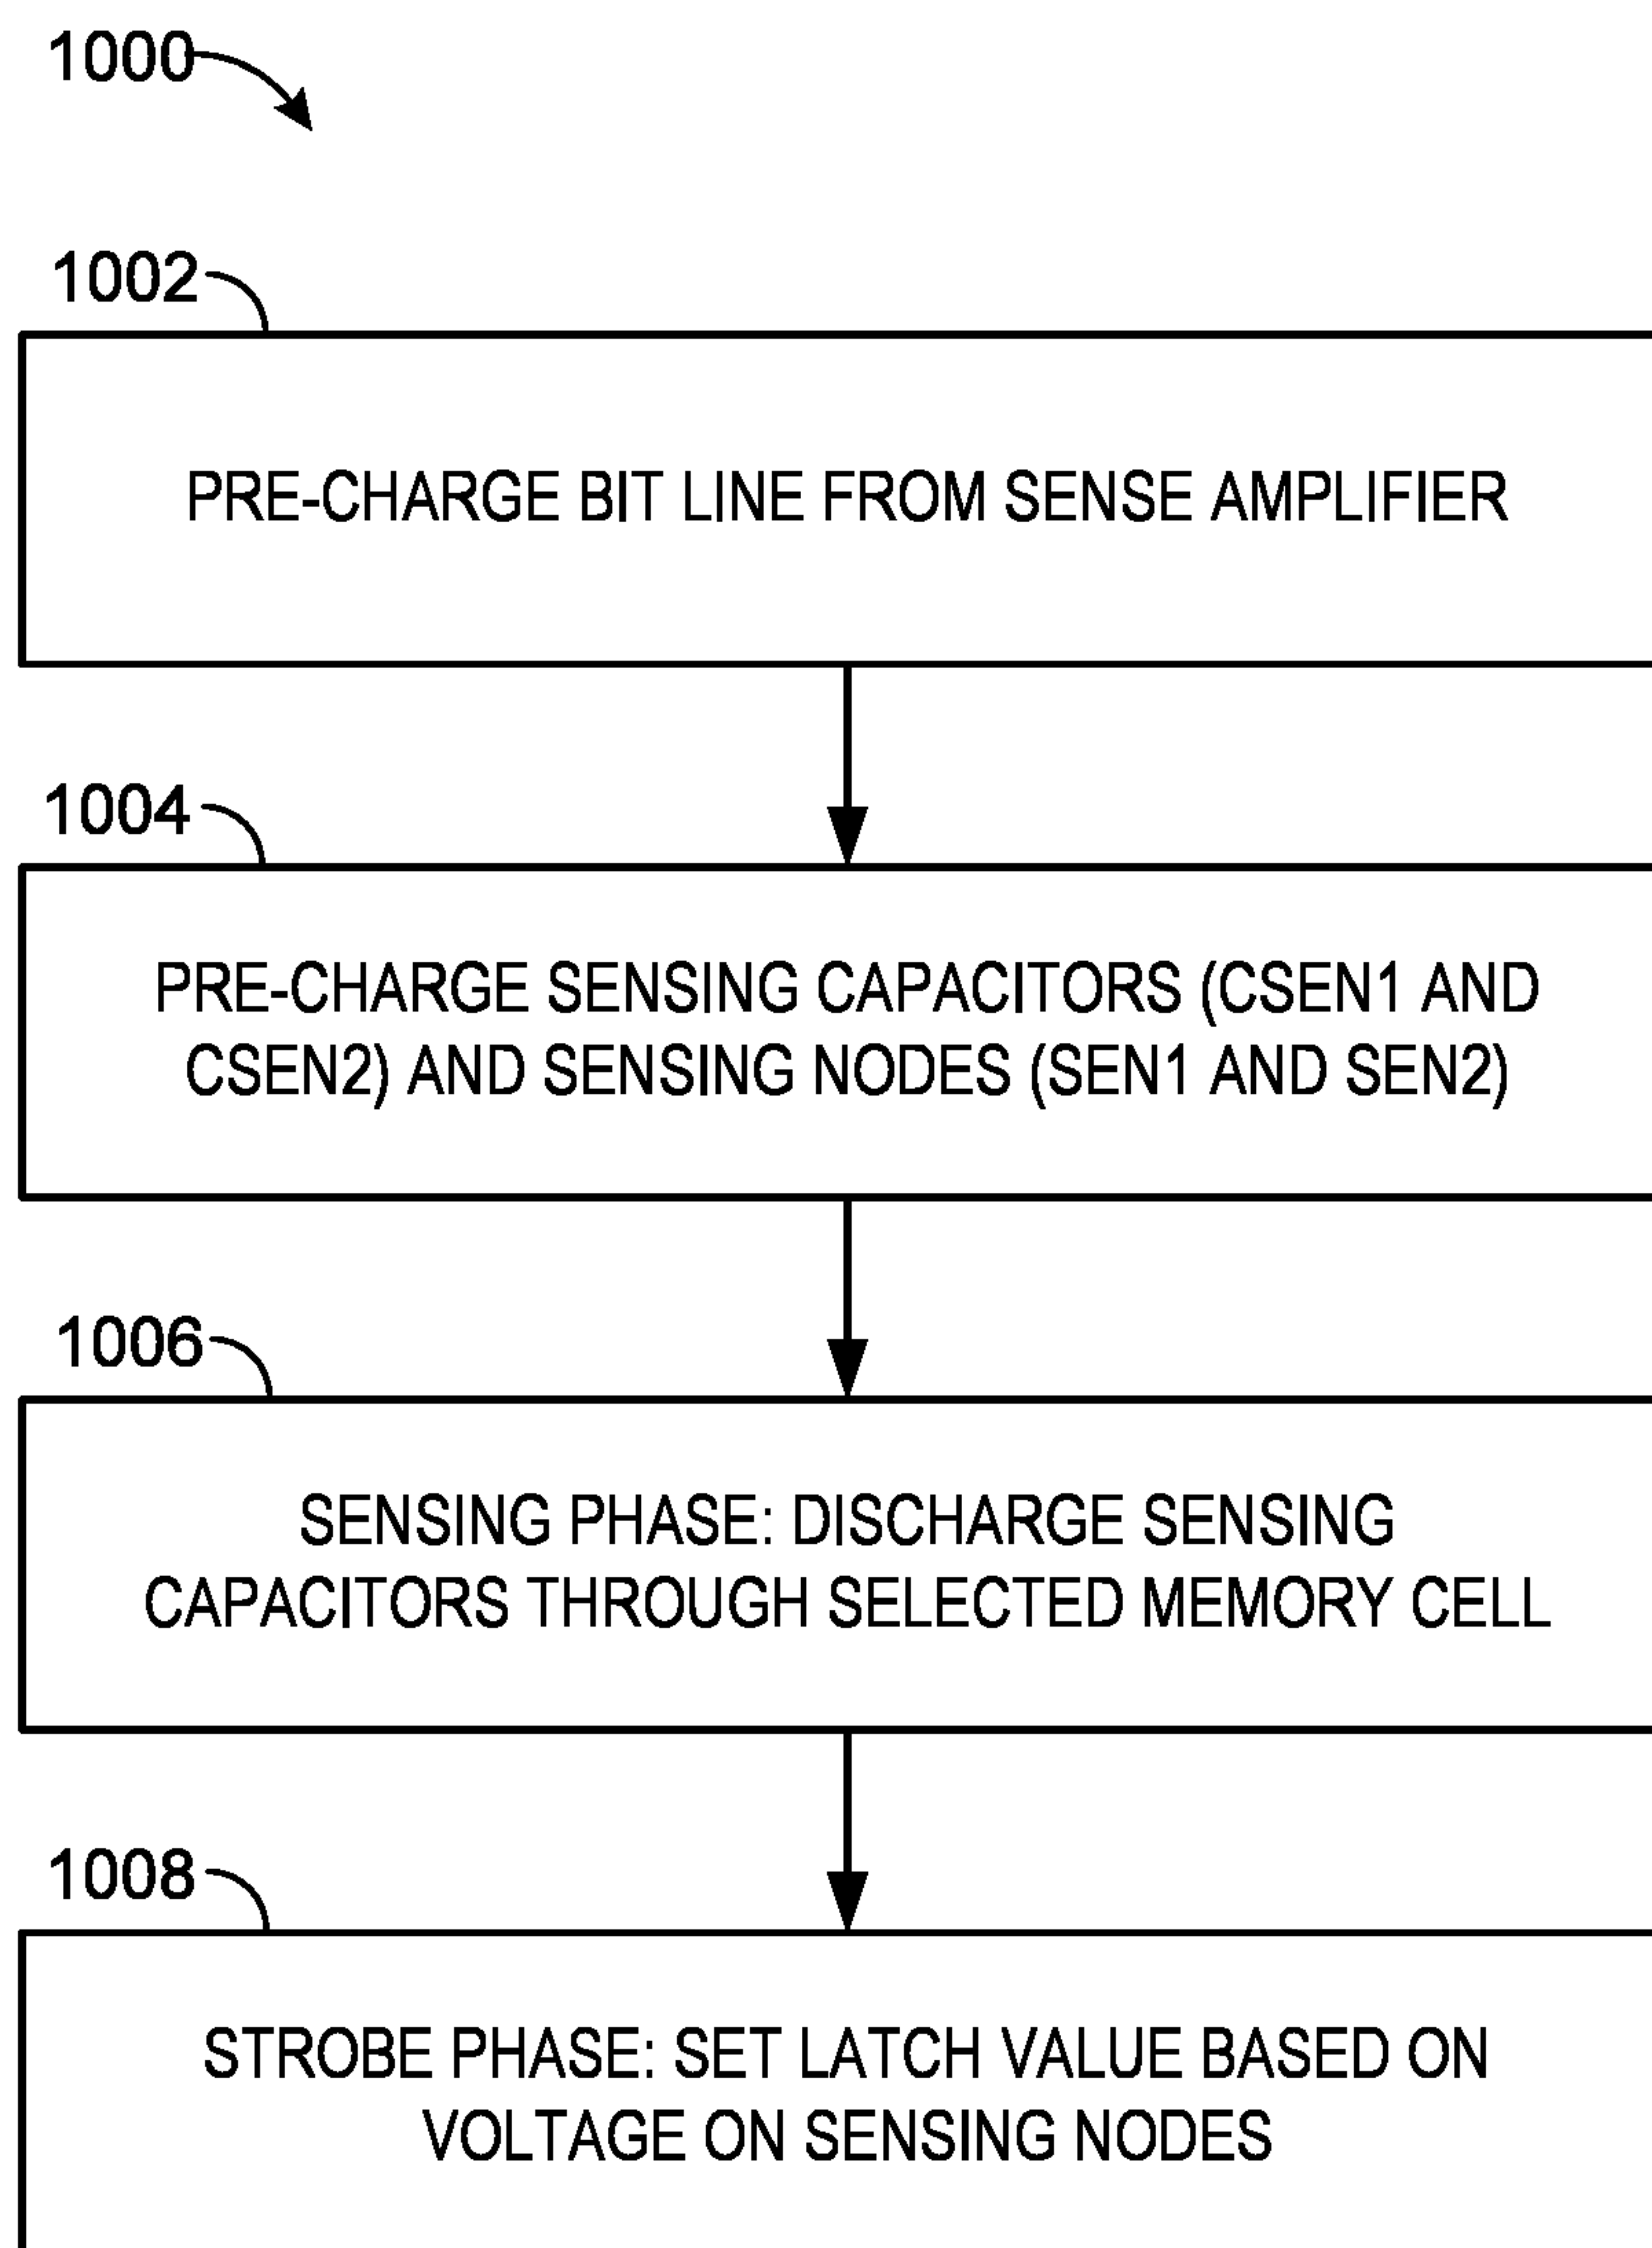 1000
1002
PRE-CHARGE BIT LINE FROM SENSE AMPLIFIER
1004
PRE-CHARGE SENSING CAPACITORS (CSEN1 AND
CSEN2) AND SENSING NODES (SEN1 AND SEN2)
1006
SENSING PHASE: DISCHARGE SENSING
CAPACITORS THROUGH SELECTED MEMORY CELL
1008
STROBE PHASE: SET LATCH VALUE BASED ON
VOLTAGE ON SENSING NODES